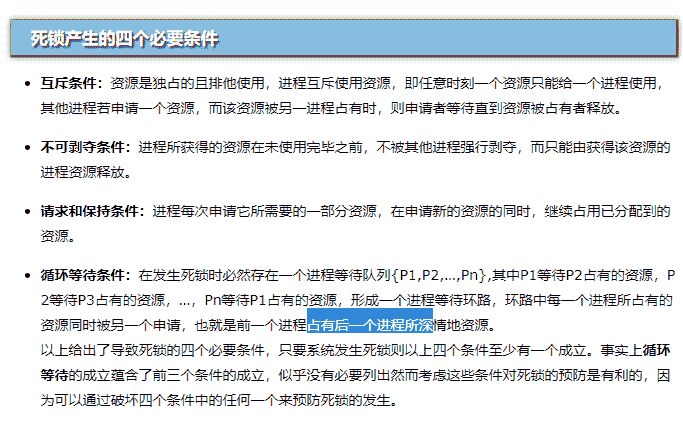 死锁产生的四个必要条件
互斥条件：资源是独占的且排他使用，进程互斥使用资源，即任意时刻一个资源只能给一个进程使用，
其他进程若申请一个资源，而该资源被另一进程占有时，则申请者等待直到资源被占有者释放。
不可剥夺条件：进程所获得的资源在未使用完毕之前，不被其他进程强行剥夺，而只能由获得该资源的
进程资源释放。
请求和保持条件：进程每次申请它所需要的一部分资源，在申请新的资源的同时，继续占用已分配到的
资源。
循环等待条件：在发生死锁时必然存在一个进程等待队列{P1,P2,…,Pn},其中P1等待P2占有的资源，P
2等待P3占有的资源，…，Pn等待P1占有的资源，形成一个进程等待环路，环路中每一个进程所占有的
资源同时被另一个申请，也就是前一个进程占有后一个进程所深情地资源。
以上给出了导致死锁的四个必要条件，只要系统发生死锁则以上四个条件至少有一个成立。事实上循环
等待的成立蕴含了前三个条件的成立，似乎没有必要列出然而考虑这些条件对死锁的预防是有利的，因
为可以通过破坏四个条件中的任何一个来预防死锁的发生。